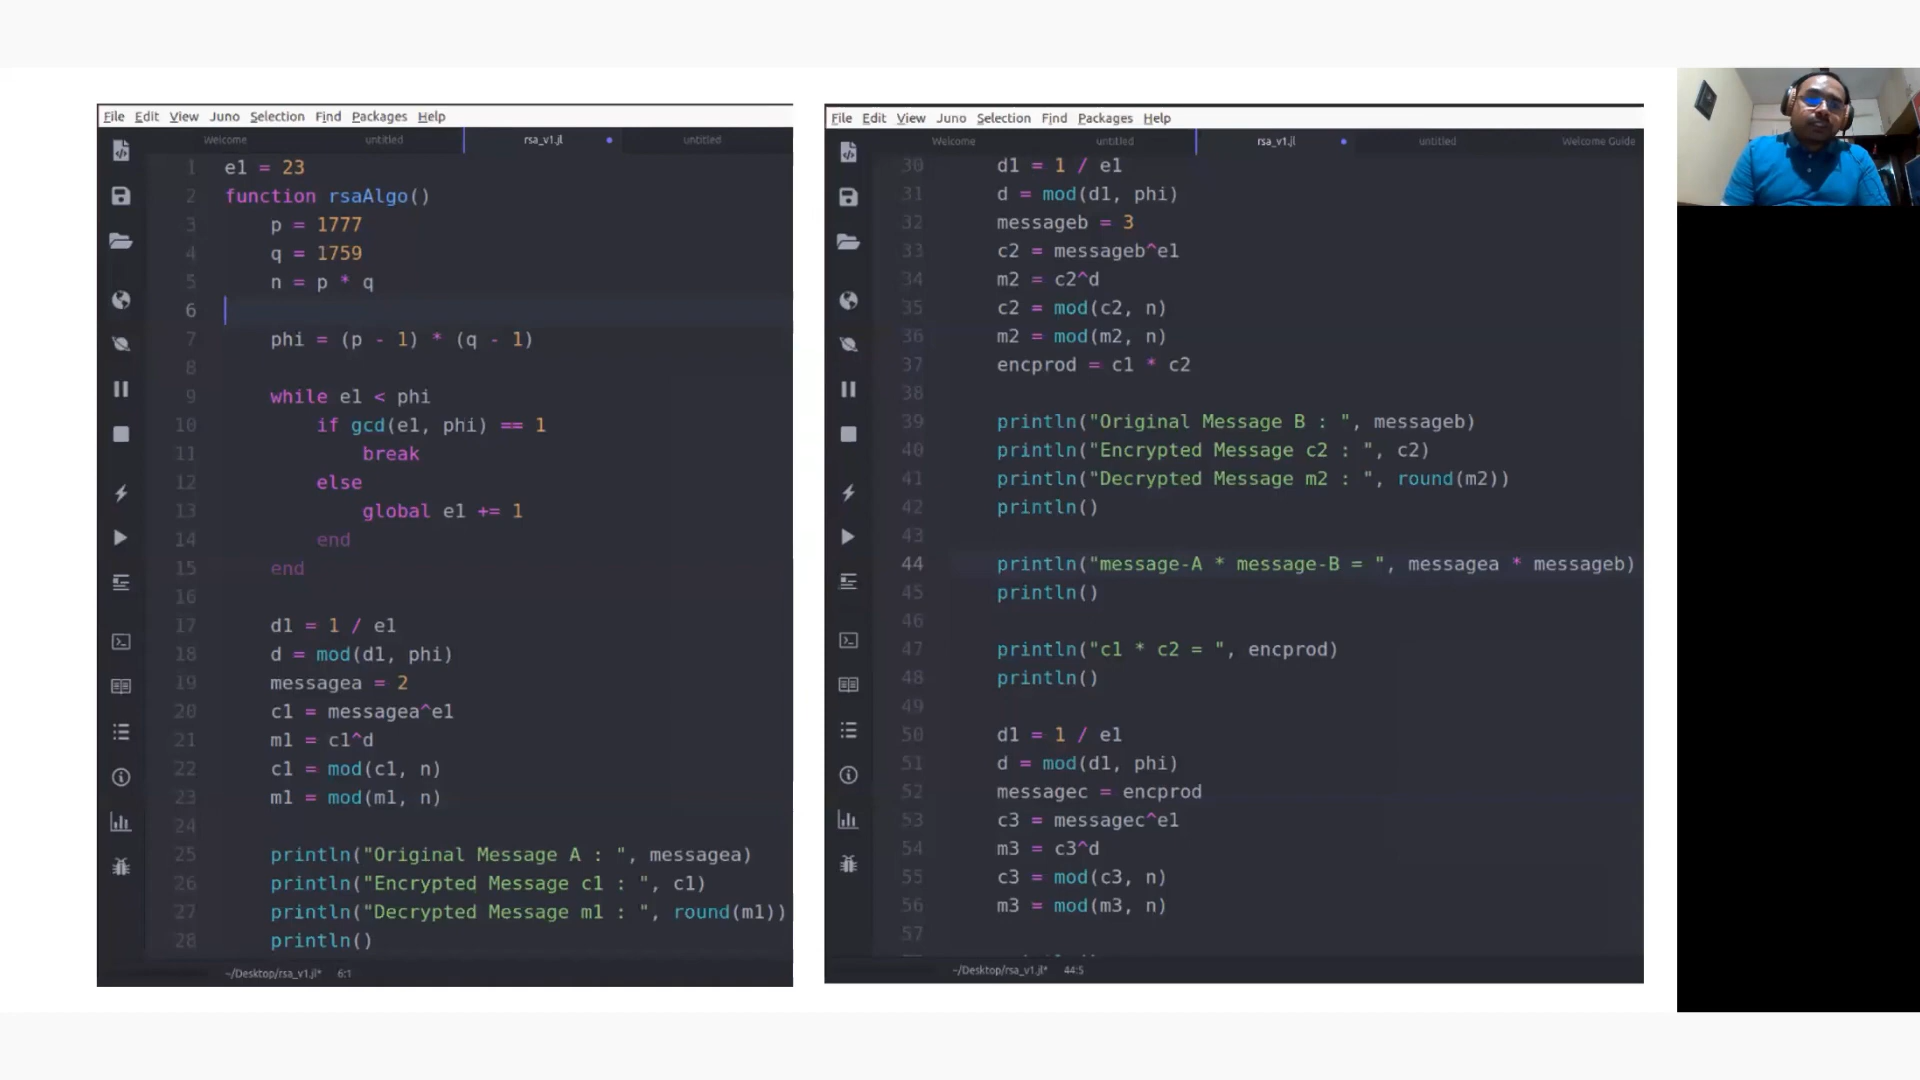 File Edit View Juno Selection Find Packages Help
Welcome untitled rsa_v1.jl untitled
1 e1 = 23
2 function rsaAlgo()
3 p = 1777
4 q = 1759
5 n = p * q
6
7 phi = (p - 1) * (q - 1)
8
9 while e1 < phi
10 if gcd(e1, phi) == 1
11 break
12 else
13 global e1 += 1
14 end
15 end
16
17 d1 = 1 / e1
18 d = mod(d1, phi)
19 messagea = 2
20 c1 = messagea^e1
21 m1 = c1^d
22 c1 = mod(c1, n)
23 m1 = mod(m1, n)
24
25 println("Original Message A : ", messagea)
26 println("Encrypted Message c1 : ", c1)
27 println("Decrypted Message m1 : ", round(m1))
28 println()
~/Desktop/rsa_v1.jl* 6:1
File Edit View Juno Selection Find Packages Help
Welcome untitled rsa_v1.jl untitled Welcome Guide
30 d1 = 1 / e1
31 d = mod(d1, phi)
32 messageb = 3
33 c2 = messageb^e1
34 m2 = c2^d
35 c2 = mod(c2, n)
36 m2 = mod(m2, n)
37 encprod = c1 * c2
38
39 println("Original Message B : ", messageb)
40 println("Encrypted Message c2 : ", c2)
41 println("Decrypted Message m2 : ", round(m2))
42 println()
43
44 println("message-A * message-B = ", messagea * messageb)
45 println()
46
47 println("c1 * c2 = ", encprod)
48 println()
49
50 d1 = 1 / e1
51 d = mod(d1, phi)
52 messagec = encprod
53 c3 = messagec^e1
54 m3 = c3^d
55 c3 = mod(c3, n)
56 m3 = mod(m3, n)
57
~/Desktop/rsa_v1.jl* 44:5